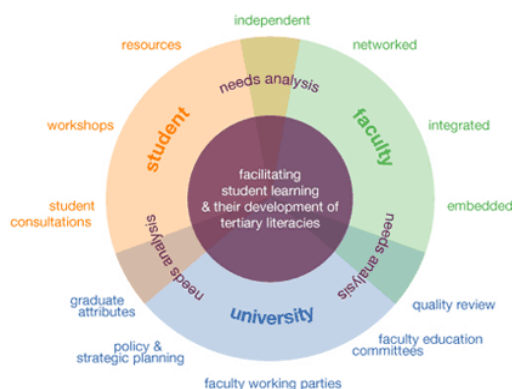 independent
resources
networked
needs analysis
student
faculty
workshops
integrated
facilitating
student learning
& their development of
tertiary literacies
student
consultations
embedded
needs analysis
needs analysis
graduate
attributes
university
quality review
policy &
strategic planning
faculty education
committees
faculty working parties